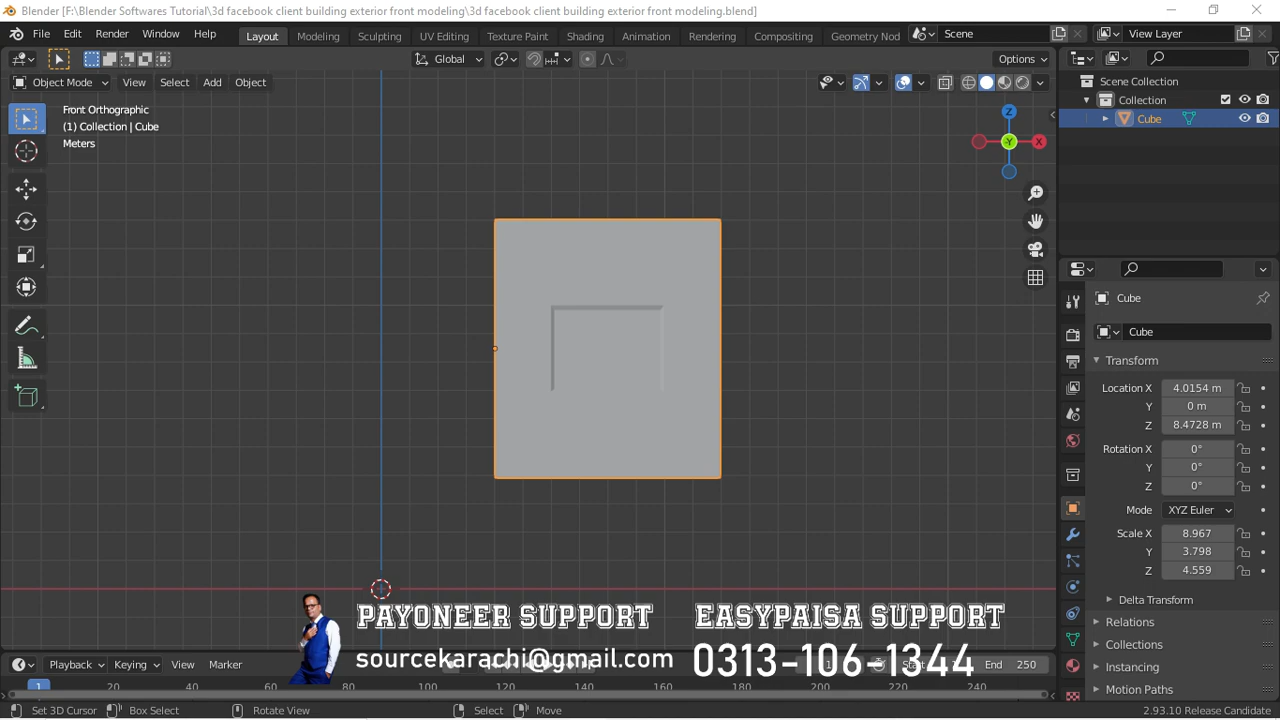 Blender [F:\Blender Softwares Tutorial\3d facebook client building exterior front modeling\3d facebook client building exterior front modeling.blend]
File Edit Render Window Help Layout Modeling Sculpting UV Editing Texture Paint Shading Animation Rendering Compositing Geometry Nod Scene View Layer
Global Options
Object Mode View Select Add Object
Front Orthographic
(1) Collection | Cube
Meters
Z
Y
X
Scene Collection
Collection
Cube
Cube
Cube
Transform
Location X 4.0154 m
Y 0 m
Z 8.4728 m
Rotation X 0°
Y 0°
Z 0°
Mode XYZ Euler
Scale X 8.967
Y 3.798
Z 4.559
Delta Transform
Relations
Collections
Instancing
Motion Paths
PAYONEER SUPPORT EASYPAISA SUPPORT
sourcekarachi@gmail.com 0313-106-1344
Playback Keying View Marker 1 End 250
1 20 40 60 80 100 120 140 160 180 200 220 240
Set 3D Cursor Box Select Rotate View Select Move 2.93.10 Release Candidate